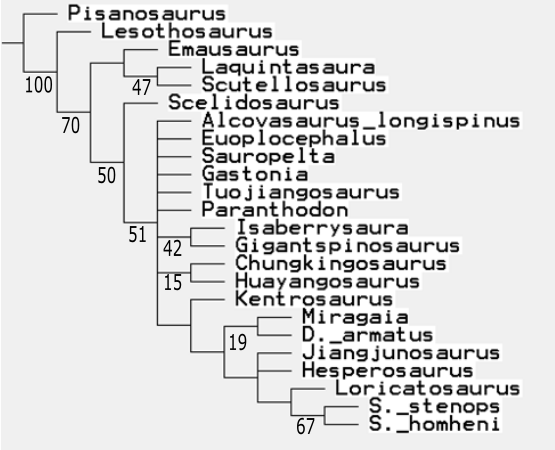 Pisanosaurus
Lesothosaurus
Emausaurus
Laquintasaura
100
47
Scutellosaurus
Scelidosaurus
70
Alcovasaurus_longispinus
Euoplocephalus
Sauropelta
50
Gastonia
Tuojiangosaurus
Paranthodon
51
Isaberrysaura
42
Gigantspinosaurus
Chungkingosaurus
15
Huayangosaurus
Kentrosaurus
Miragaia
19
D._armatus
Jiangjunosaurus
Hesperosaurus
Loricatosaurus
S._stenops
67
S._homheni